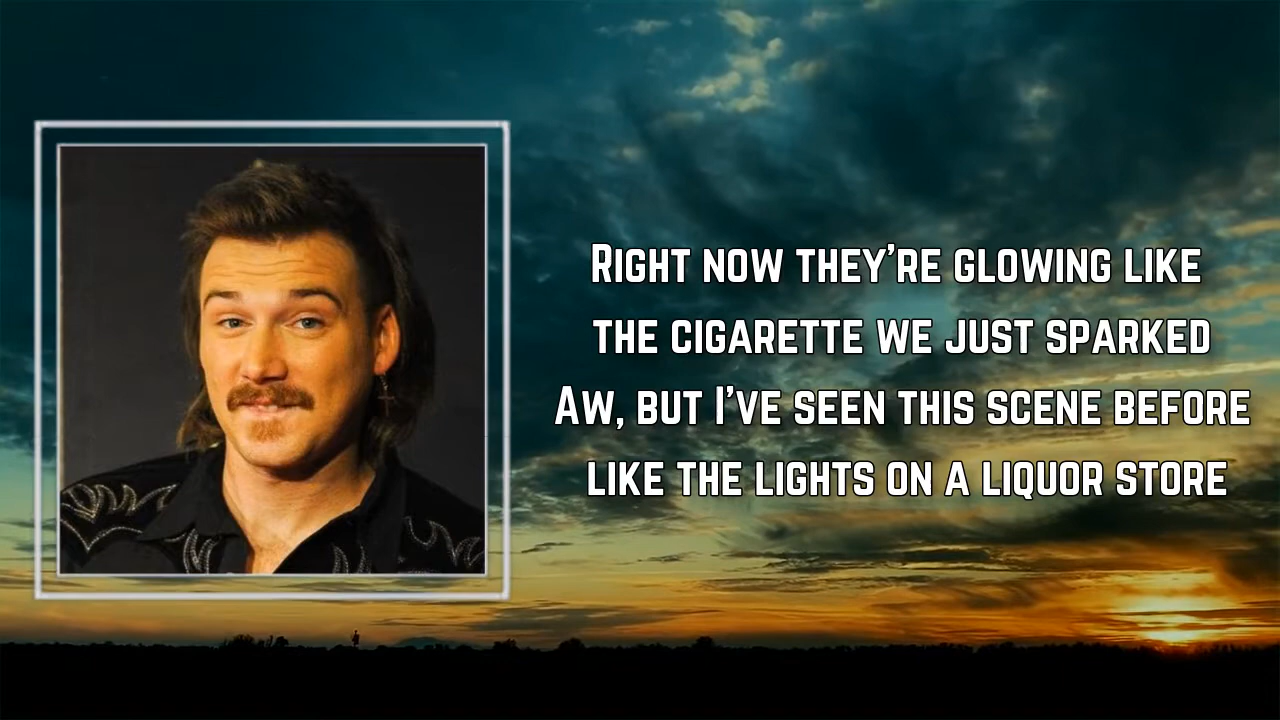 Right now they're glowing like
the cigarette we just sparked
Aw, but I've seen this scene before
like the lights on a liquor store